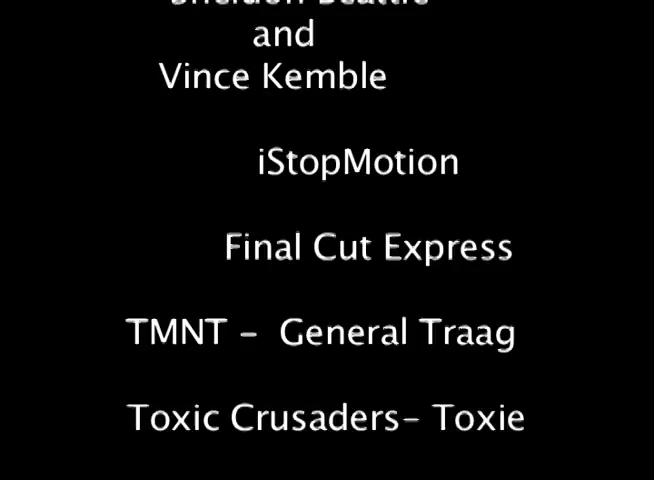 and
Vince Kemble
iStopMotion
Final Cut Express
TMNT - General Traag
Toxic Crusaders- Toxie